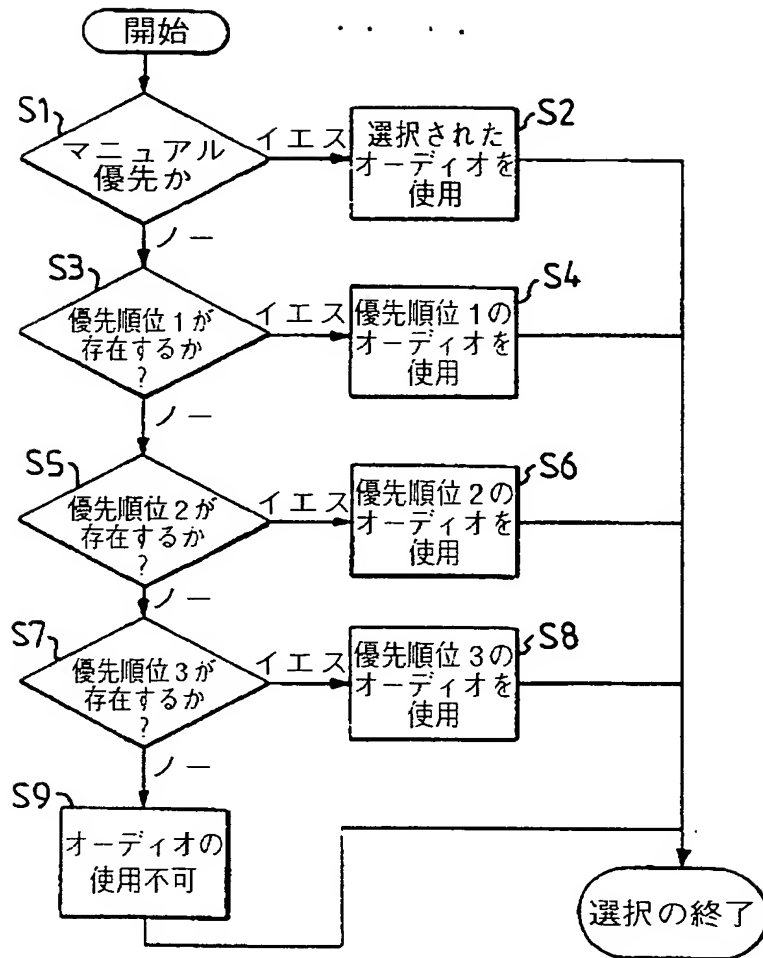 開始
S1
マニュアル
優先か
イエス
S2
選択された
オーディオを
使用
ノー
S3
優先順位1が
存在するか
?
イエス
S4
優先順位1の
オーディオを
使用
ノー
S5
優先順位2が
存在するか
?
イエス
S6
優先順位2の
オーディオを
使用
ノー
S7
優先順位3が
存在するか
?
イエス
S8
優先順位3の
オーディオを
使用
ノー
S9
オーディオの
使用不可
選択の終了